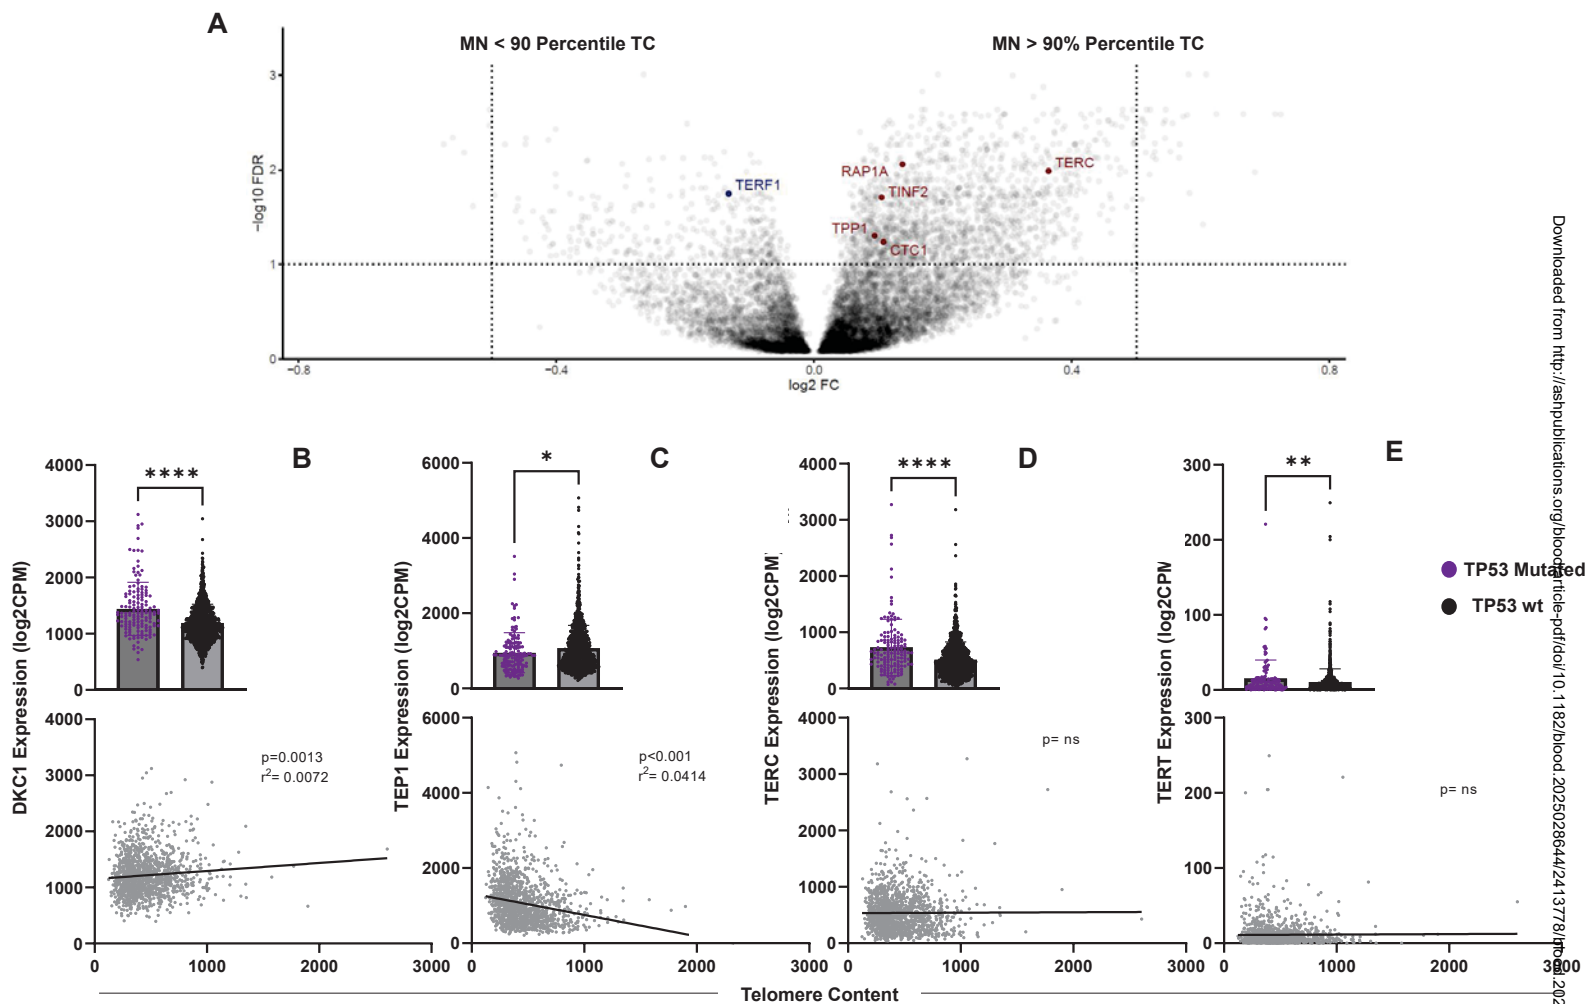 A
MN < 90 Percentile TC
MN > 90% Percentile TC
3
2
1
0
−log10 FDR
TERF1
RAP1A
TERC
TINF2
TPP1
CTC1
−0.8
−0.4
0.0
0.4
0.8
log2 FC
B
C
D
E
4000
3000
2000
1000
0
****
6000
4000
2000
0
*
4000
3000
2000
1000
0
****
300
200
100
0
**
TP53 Mutated
TP53 wt
DKC1 Expression (log2CPM)
TEP1 Expression (log2CPM)
TERC Expression (log2CPM)
TERT Expression (log2CPM
4000
3000
2000
1000
0
p=0.0013
r²= 0.0072
0
1000
2000
3000
6000
4000
2000
0
p<0.001
r²= 0.0414
0
1000
2000
3000
4000
3000
2000
1000
0
p= ns
0
1000
2000
3000
300
200
100
0
p= ns
0
1000
2000
3000
Telomere Content
Downloaded from http://ashpublications.org/blood/article-pdf/doi/10.1182/blood.2025028644/2413778/blood.202